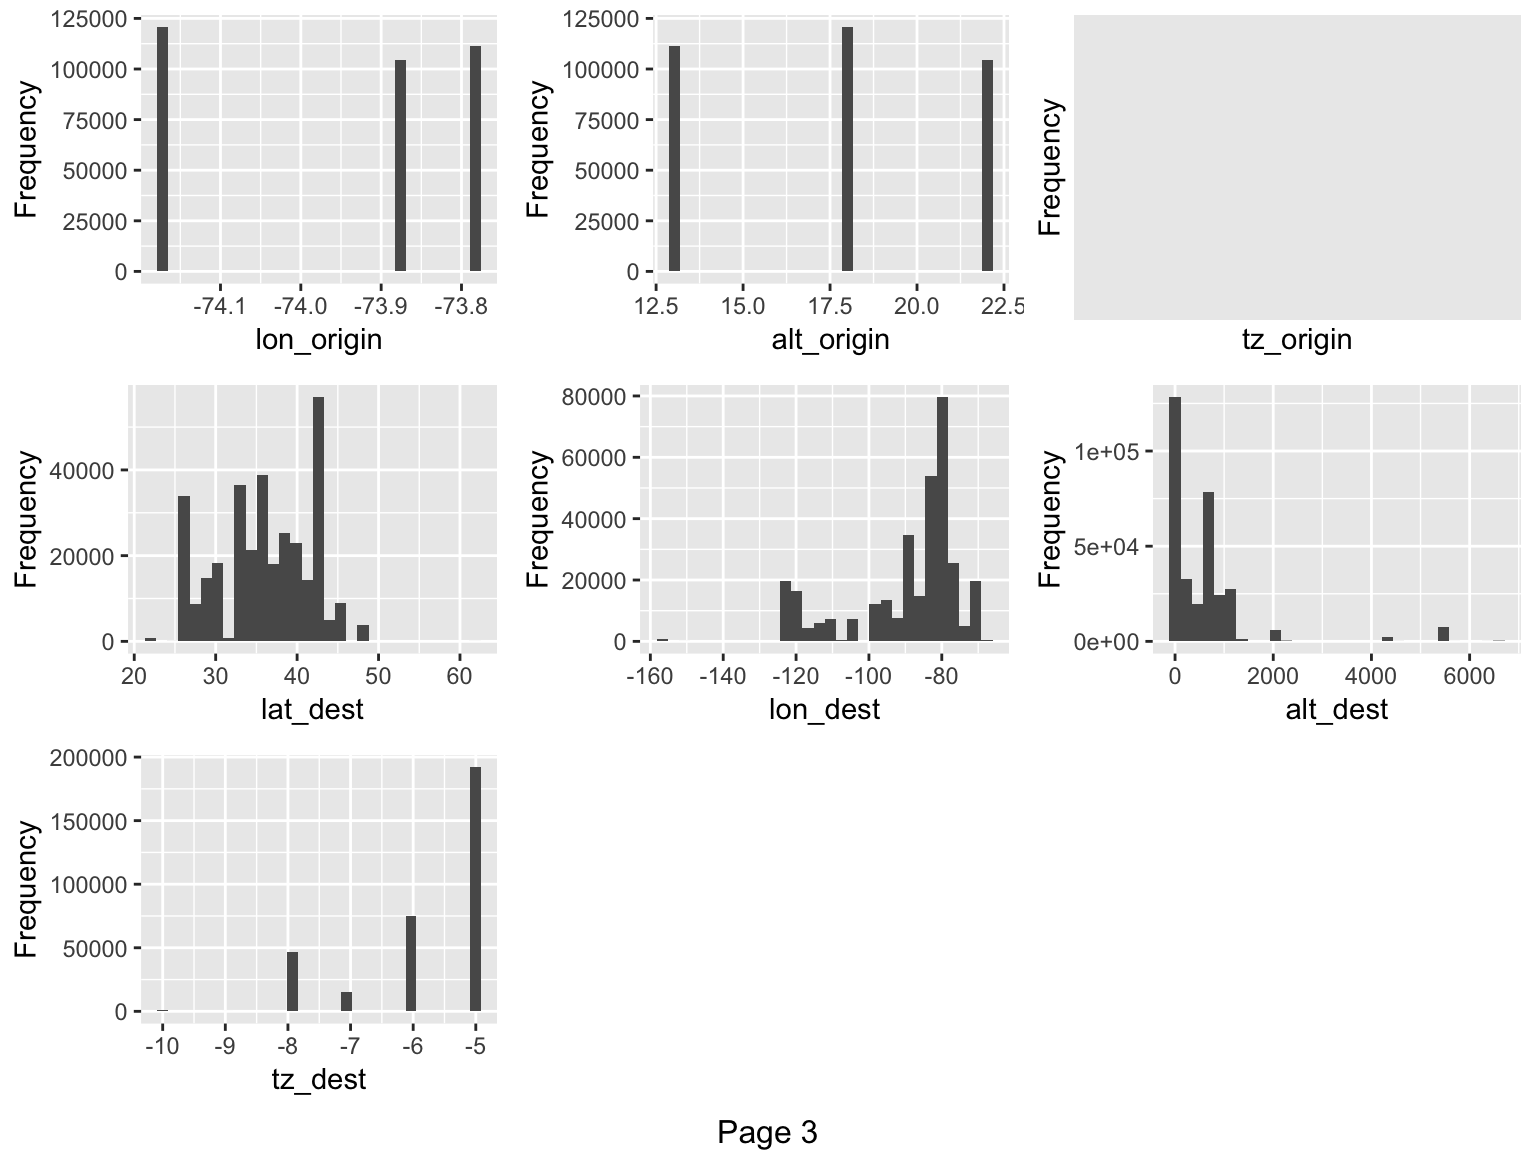 125000
100000
75000
50000
25000
0
Frequency
-74.1 -74.0 -73.9 -73.8
lon_origin
125000
100000
75000
50000
25000
0
Frequency
12.5 15.0 17.5 20.0 22.5
alt_origin
Frequency
tz_origin
40000
20000
0
Frequency
20 30 40 50 60
lat_dest
80000
60000
40000
20000
0
Frequency
-160 -140 -120 -100 -80
lon_dest
1e+05
5e+04
0e+00
Frequency
0 2000 4000 6000
alt_dest
200000
150000
100000
50000
0
Frequency
-10 -9 -8 -7 -6 -5
tz_dest
Page 3